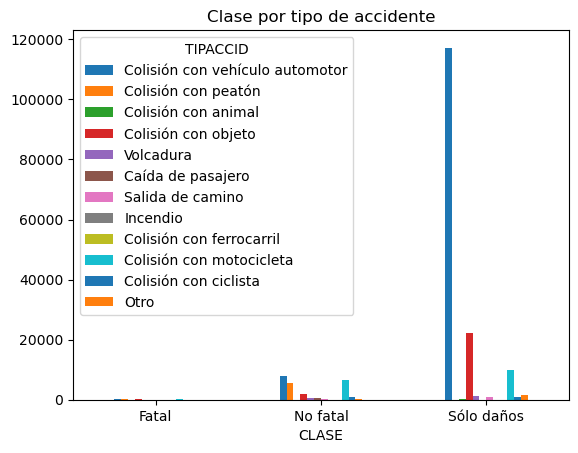 Clase por tipo de accidente
120000
100000
80000
60000
40000
20000
0
TIPACCID
Colisión con vehículo automotor
Colisión con peatón
Colisión con animal
Colisión con objeto
Volcadura
Caída de pasajero
Salida de camino
Incendio
Colisión con ferrocarril
Colisión con motocicleta
Colisión con ciclista
Otro
Fatal
No fatal
Sólo daños
CLASE